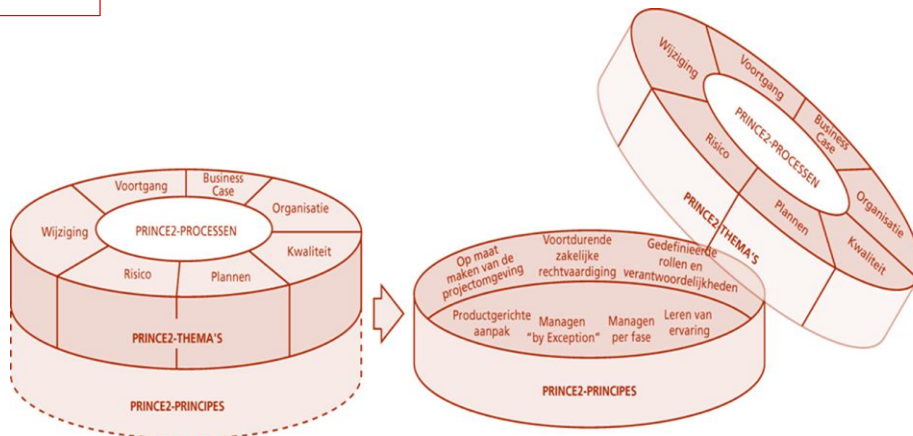 Voortgang
Business
Case
Organisatie
Wijziging
PRINCE2-PROCESSEN
Kwaliteit
Risico
Plannen
PRINCE2-THEMA'S
PRINCE2-PRINCIPES
Wijziging
Voortgang
Business
Case
PRINCE2-PROCESSEN
Risico
Organisatie
Plannen
Kwaliteit
PRINCE2-THEMA'S
Op maat
maken van de
projectomgeving
Voortdurende
zakelijke
rechtvaardiging
Gedefinieerde
rollen en
verantwoordelijkheden
Productgerichte
aanpak
Managen
“by Exception”
Managen
per fase
Leren van
ervaring
PRINCE2-PRINCIPES